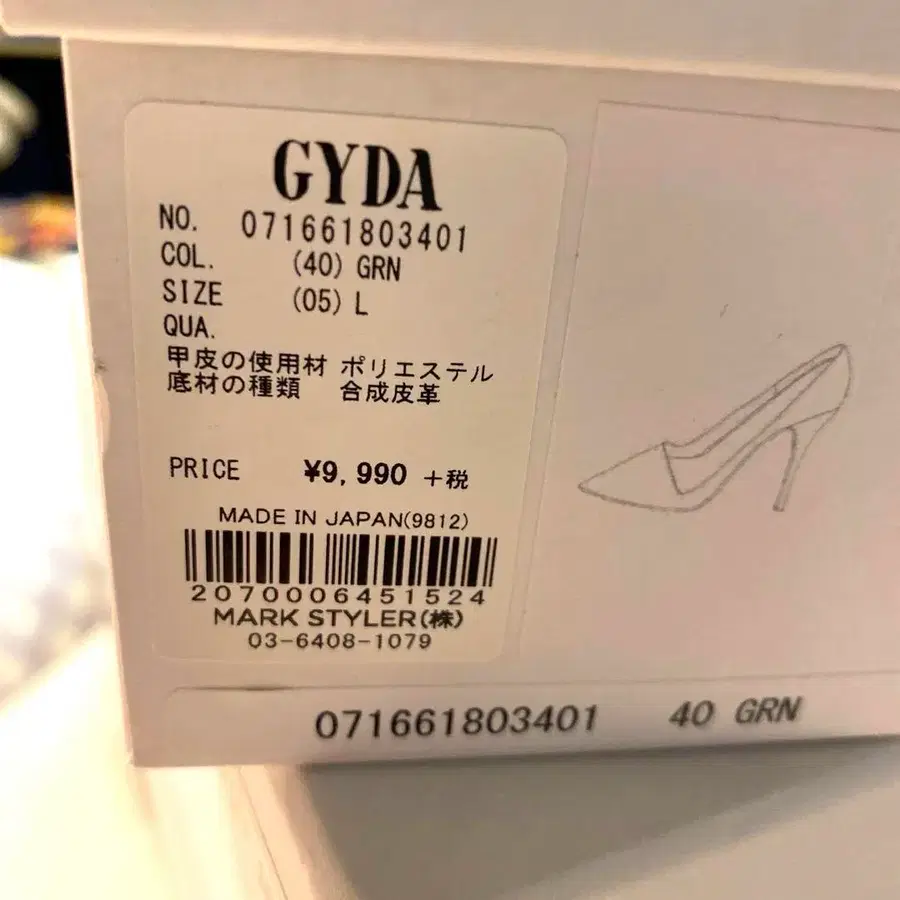 GYDA
NO. 071661803401
COL. (40) GRN
SIZE (05) L
QUA.
甲皮の使用材 ポリエステル
底材の種類 合成皮革
PRICE ¥9,990 +税
MADE IN JAPAN(9812)
2070006451524
MARK STYLER(株)
03-6408-1079
071661803401 40 GRN